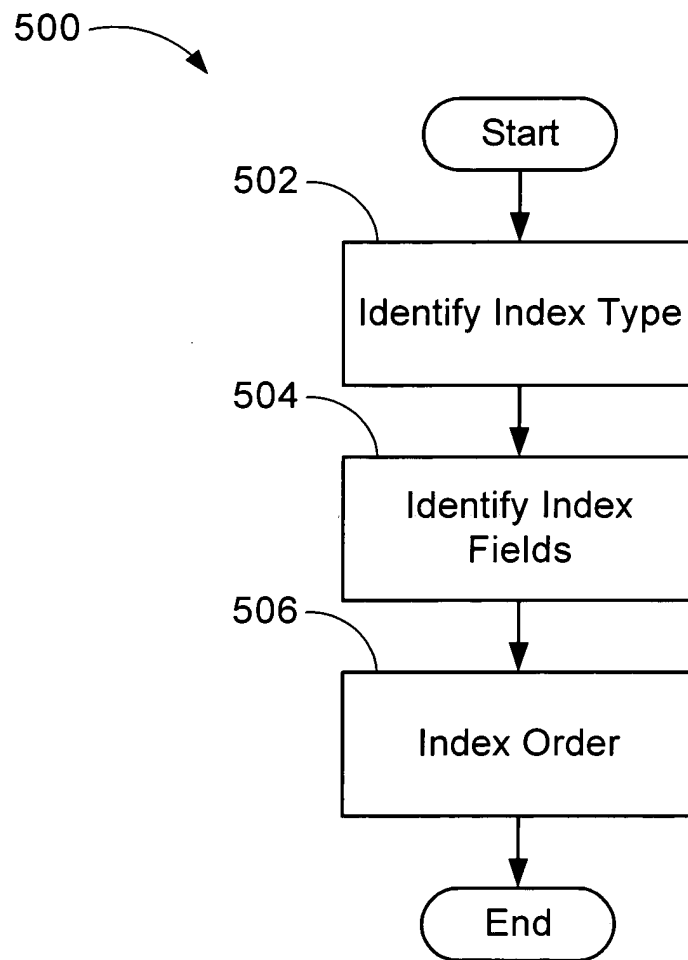 500
Start
502
Identify Index Type
504
Identify Index
Fields
506
Index Order
End